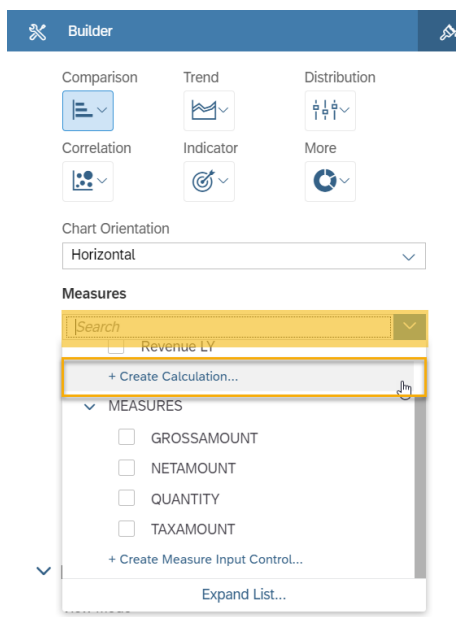 Builder
Comparison Trend Distribution
Correlation Indicator More
Chart Orientation
Horizontal
Measures
Search
Revenue LY
+ Create Calculation...
MEASURES
GROSSAMOUNT
NETAMOUNT
QUANTITY
TAXAMOUNT
+ Create Measure Input Control...
Expand List...